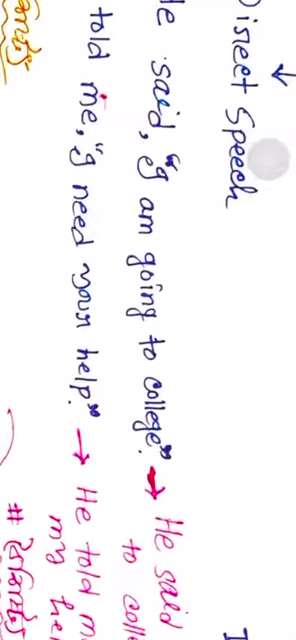 Direct Speech
He said, "I am going to college." → He said
to coll
told me, "I need your help." → He told m
my hel
#